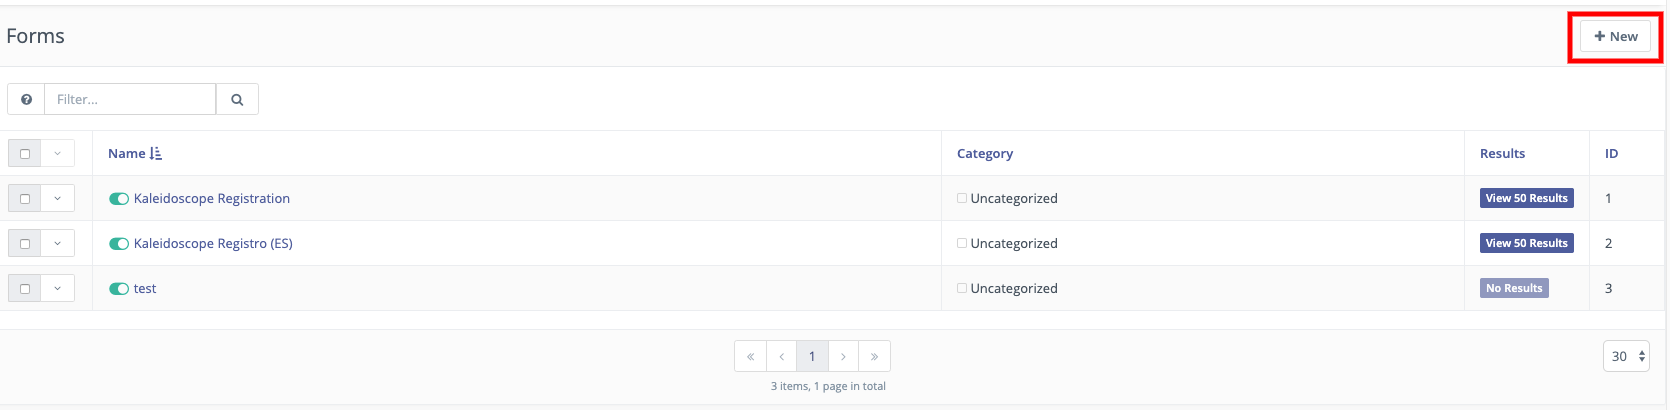 Forms
+ New
Filter...
Name Category Results ID
Kaleidoscope Registration Uncategorized View 50 Results 1
Kaleidoscope Registro (ES) Uncategorized View 50 Results 2
test Uncategorized No Results 3
« ‹ 1 › » 30
3 items, 1 page in total